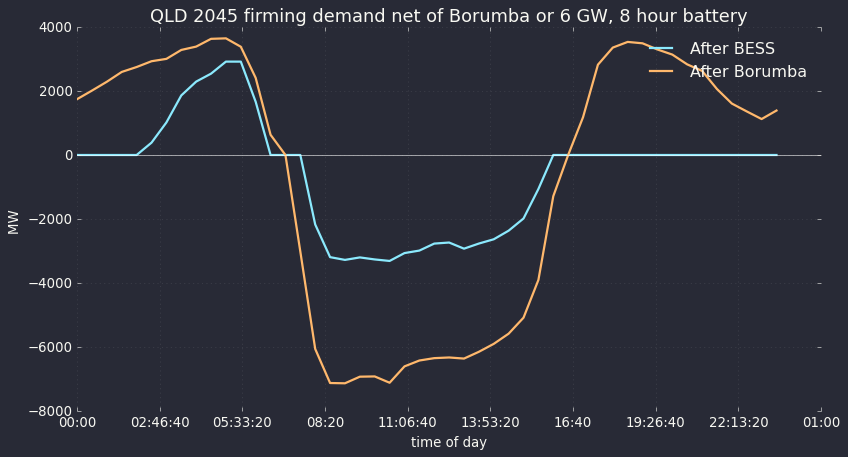 QLD 2045 firming demand net of Borumba or 6 GW, 8 hour battery
After BESS
After Borumba
4000
2000
0
−2000
−4000
−6000
−8000
MW
00:00 02:46:40 05:33:20 08:20 11:06:40 13:53:20 16:40 19:26:40 22:13:20 01:00
time of day